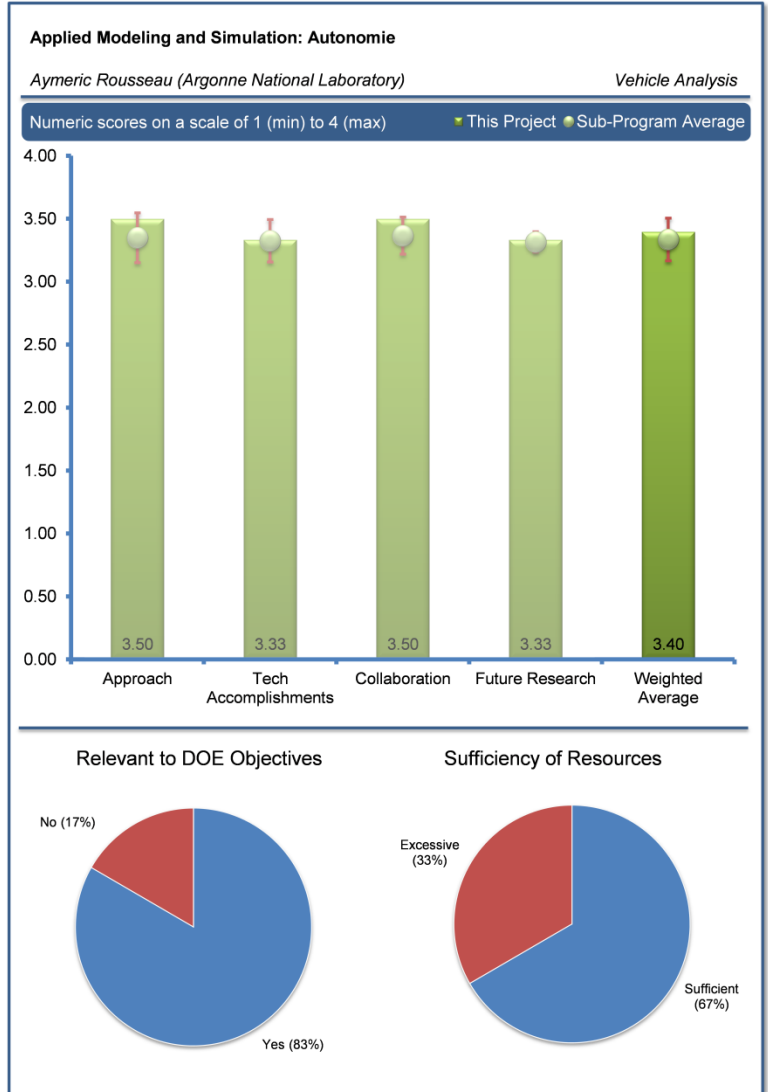 Applied Modeling and Simulation: Autonomie
Aymeric Rousseau (Argonne National Laboratory) Vehicle Analysis
Numeric scores on a scale of 1 (min) to 4 (max) This Project Sub-Program Average
4.00
3.50
3.00
2.50
2.00
1.50
1.00
0.50
0.00
3.50 3.33 3.50 3.33 3.40
Approach Tech Collaboration Future Research Weighted
Accomplishments Average
Relevant to DOE Objectives Sufficiency of Resources
No (17%)
Yes (83%)
Excessive
(33%)
Sufficient
(67%)